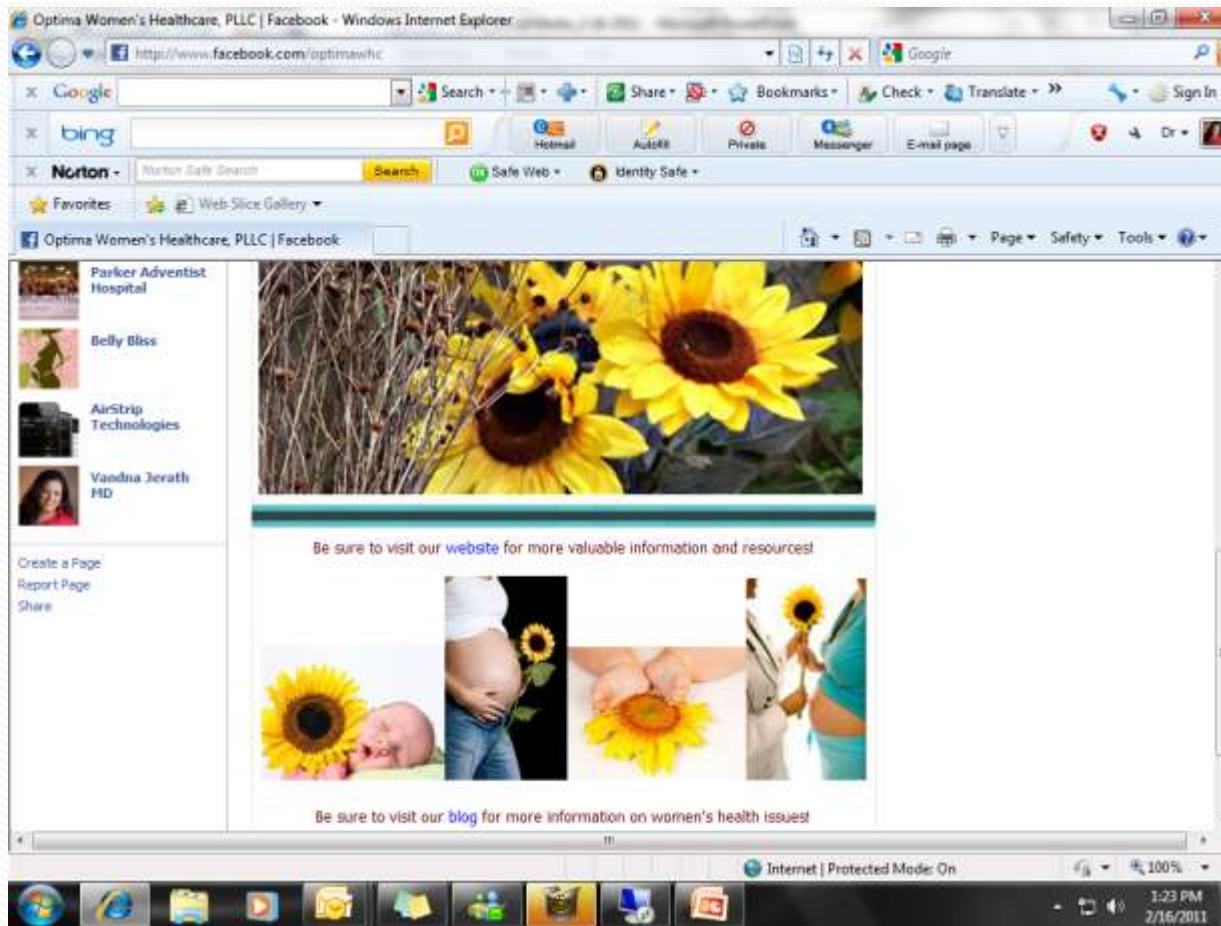 Optima Women's Healthcare, PLLC | Facebook - Windows Internet Explorer
http://www.facebook.com/optimawhc
Google
x Google Search Share Bookmarks Check Translate >> Sign In
x bing Hotmail Autofill Private Messenger E-mail page Dr
x Norton - Norton Safe Search Search Safe Web Identity Safe
Favorites Web Slice Gallery
Optima Women's Healthcare, PLLC | Facebook
Page Safety Tools
Parker Adventist
Hospital
Belly Bliss
AirStrip
Technologies
Vandna Jerath
MD
Create a Page
Report Page
Share
Be sure to visit our website for more valuable information and resources!
Be sure to visit our blog for more information on women's health issues!
Internet | Protected Mode: On
100%
1:23 PM
2/16/2011